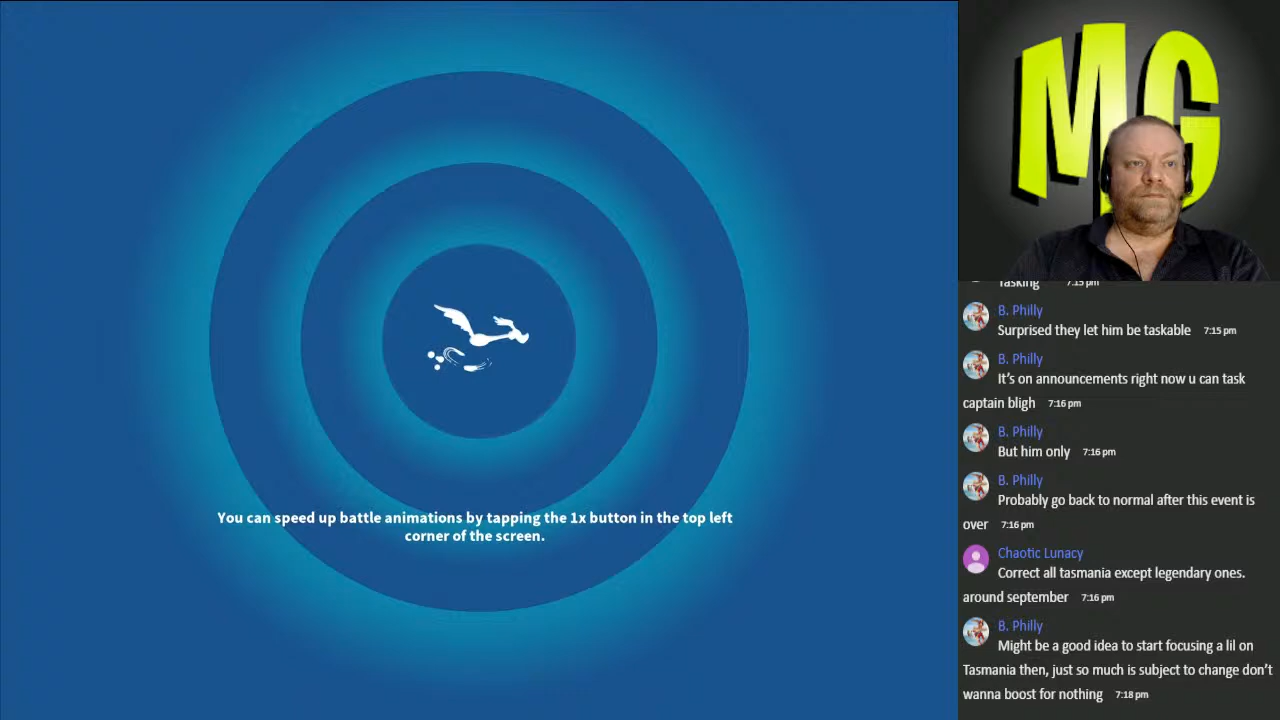 You can speed up battle animations by tapping the 1x button in the top left
corner of the screen.
MG
Tasking 7:15 pm
B. Philly
Surprised they let him be taskable 7:15 pm
B. Philly
It's on announcements right now u can task
captain bligh 7:16 pm
B. Philly
But him only 7:16 pm
B. Philly
Probably go back to normal after this event is
over 7:16 pm
Chaotic Lunacy
Correct all tasmania except legendary ones.
around september 7:16 pm
B. Philly
Might be a good idea to start focusing a lil on
Tasmania then, just so much is subject to change don't
wanna boost for nothing 7:18 pm